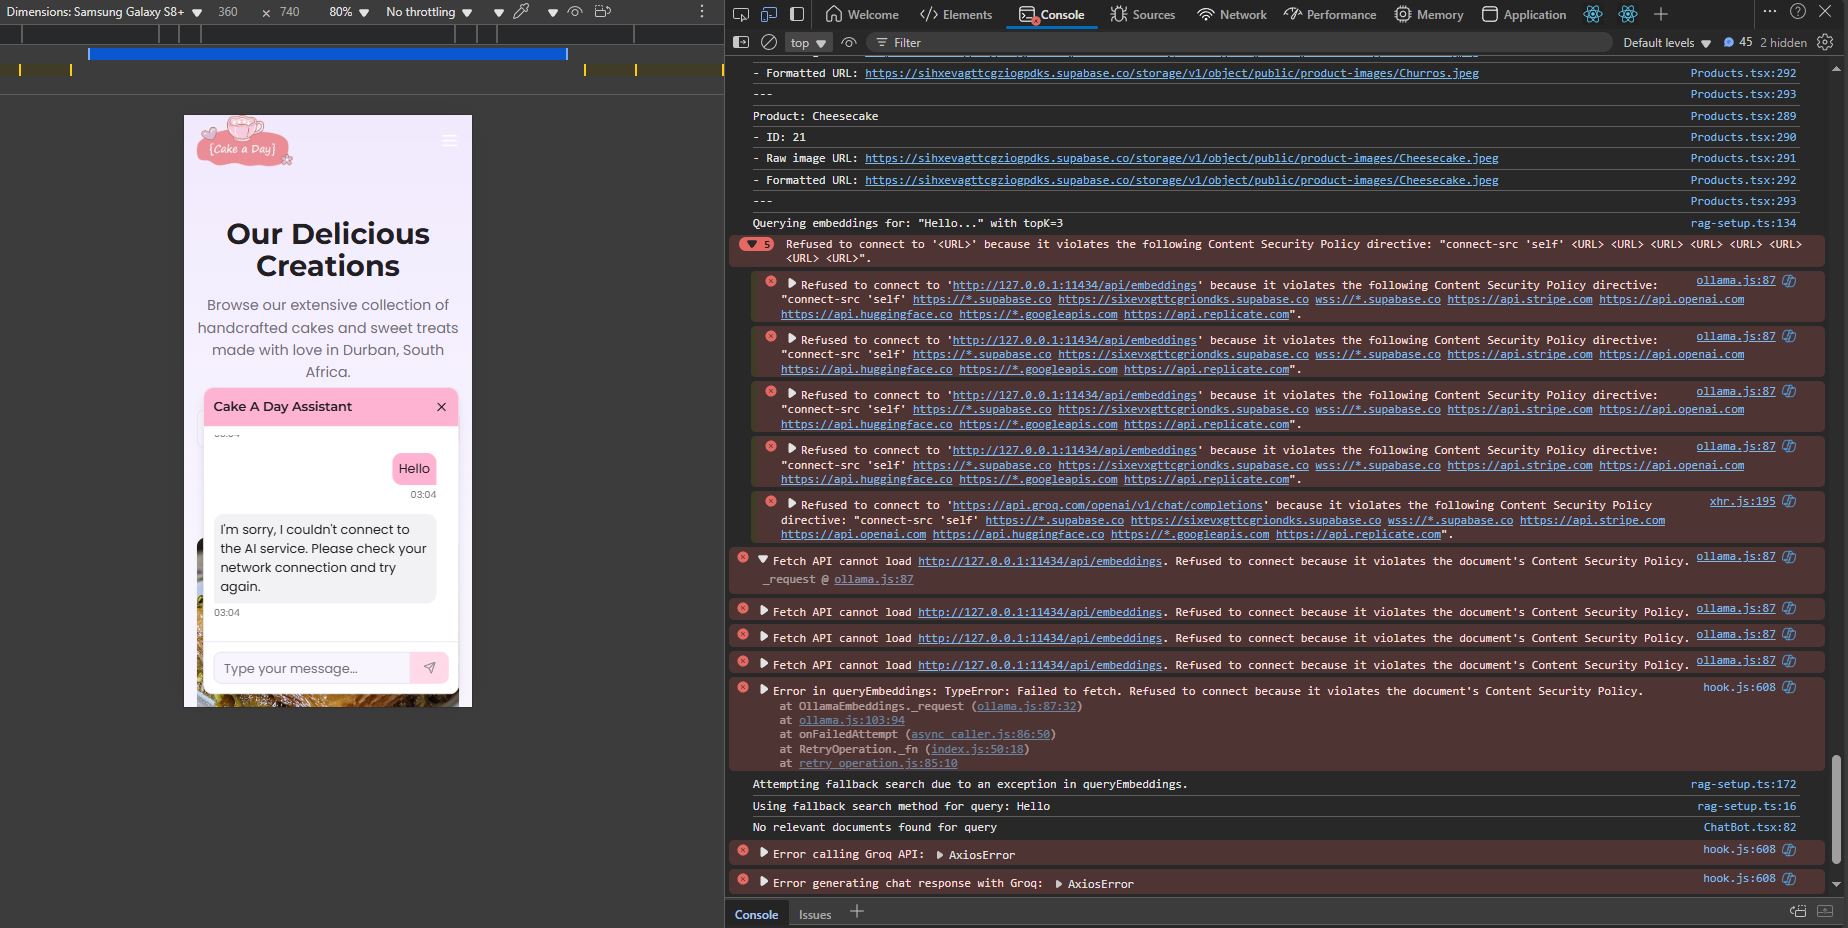 Dimensions: Samsung Galaxy S8+ ▼ 360 × 740 80% ▼ No throttling ▼
{Cake a Day}
Our Delicious
Creations
Browse our extensive collection of
handcrafted cakes and sweet treats
made with love in Durban, South
Africa.
Cake A Day Assistant
Hello
03:04
I'm sorry, I couldn't connect to
the AI service. Please check your
network connection and try
again.
03:04
Type your message...
Welcome Elements Console Sources Network Performance Memory Application
top ▼ Filter Default levels ▼ 45 2 hidden
- Formatted URL: https://sihxevagttcgziogpdks.supabase.co/storage/v1/object/public/product-images/Churros.jpeg Products.tsx:292
--- Products.tsx:293
Product: Cheesecake Products.tsx:289
- ID: 21 Products.tsx:290
- Raw image URL: https://sihxevagttcgziogpdks.supabase.co/storage/v1/object/public/product-images/Cheesecake.jpeg Products.tsx:291
- Formatted URL: https://sihxevagttcgziogpdks.supabase.co/storage/v1/object/public/product-images/Cheesecake.jpeg Products.tsx:292
--- Products.tsx:293
Querying embeddings for: "Hello..." with topK=3 rag-setup.ts:134
▼ 5 Refused to connect to '<URL>' because it violates the following Content Security Policy directive: "connect-src 'self' <URL> <URL> <URL> <URL> <URL> <URL>
<URL> <URL>".
▶ Refused to connect to 'http://127.0.0.1:11434/api/embeddings' because it violates the following Content Security Policy directive: ollama.js:87
"connect-src 'self' https://*.supabase.co https://sixevxgttcgriondks.supabase.co wss://*.supabase.co https://api.stripe.com https://api.openai.com
https://api.huggingface.co https://*.googleapis.com https://api.replicate.com".
▶ Refused to connect to 'http://127.0.0.1:11434/api/embeddings' because it violates the following Content Security Policy directive: ollama.js:87
"connect-src 'self' https://*.supabase.co https://sixevxgttcgriondks.supabase.co wss://*.supabase.co https://api.stripe.com https://api.openai.com
https://api.huggingface.co https://*.googleapis.com https://api.replicate.com".
▶ Refused to connect to 'http://127.0.0.1:11434/api/embeddings' because it violates the following Content Security Policy directive: ollama.js:87
"connect-src 'self' https://*.supabase.co https://sixevxgttcgriondks.supabase.co wss://*.supabase.co https://api.stripe.com https://api.openai.com
https://api.huggingface.co https://*.googleapis.com https://api.replicate.com".
▶ Refused to connect to 'http://127.0.0.1:11434/api/embeddings' because it violates the following Content Security Policy directive: ollama.js:87
"connect-src 'self' https://*.supabase.co https://sixevxgttcgriondks.supabase.co wss://*.supabase.co https://api.stripe.com https://api.openai.com
https://api.huggingface.co https://*.googleapis.com https://api.replicate.com".
▶ Refused to connect to 'https://api.groq.com/openai/v1/chat/completions' because it violates the following Content Security Policy xhr.js:195
directive: "connect-src 'self' https://*.supabase.co https://sixevxgttcgriondks.supabase.co wss://*.supabase.co https://api.stripe.com
https://api.openai.com https://api.huggingface.co https://*.googleapis.com https://api.replicate.com".
▼ Fetch API cannot load http://127.0.0.1:11434/api/embeddings. Refused to connect because it violates the document's Content Security Policy. ollama.js:87
_request @ ollama.js:87
▶ Fetch API cannot load http://127.0.0.1:11434/api/embeddings. Refused to connect because it violates the document's Content Security Policy. ollama.js:87
▶ Fetch API cannot load http://127.0.0.1:11434/api/embeddings. Refused to connect because it violates the document's Content Security Policy. ollama.js:87
▶ Fetch API cannot load http://127.0.0.1:11434/api/embeddings. Refused to connect because it violates the document's Content Security Policy. ollama.js:87
▶ Error in queryEmbeddings: TypeError: Failed to fetch. Refused to connect because it violates the document's Content Security Policy. hook.js:608
at OllamaEmbeddings._request (ollama.js:87:32)
at ollama.js:103:94
at onFailedAttempt (async_caller.js:86:50)
at RetryOperation._fn (index.js:50:18)
at retry_operation.js:85:10
Attempting fallback search due to an exception in queryEmbeddings. rag-setup.ts:172
Using fallback search method for query: Hello rag-setup.ts:16
No relevant documents found for query ChatBot.tsx:82
▶ Error calling Groq API: ▶ AxiosError hook.js:608
▶ Error generating chat response with Groq: ▶ AxiosError hook.js:608
Console Issues